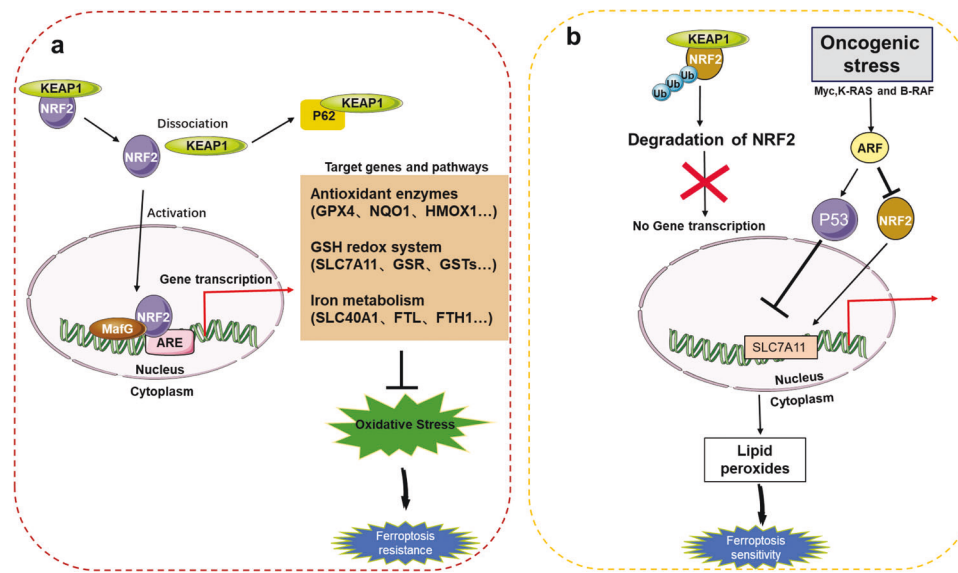 a
KEAP1
NRF2
Dissociation
NRF2
KEAP1
KEAP1
P62
Activation
Target genes and pathways
Antioxidant enzymes
(GPX4、NQO1、HMOX1...)
GSH redox system
(SLC7A11、GSR、GSTs...)
Iron metabolism
(SLC40A1、FTL、FTH1...)
Gene transcription
NRF2
MafG
ARE
Nucleus
Cytoplasm
Oxidative Stress
Ferroptosis
resistance
b
KEAP1
NRF2
Ub
Ub
Ub
Degradation of NRF2
No Gene transcription
Oncogenic
stress
Myc,K-RAS and B-RAF
ARF
P53
NRF2
SLC7A11
Nucleus
Cytoplasm
Lipid
peroxides
Ferroptosis
sensitivity